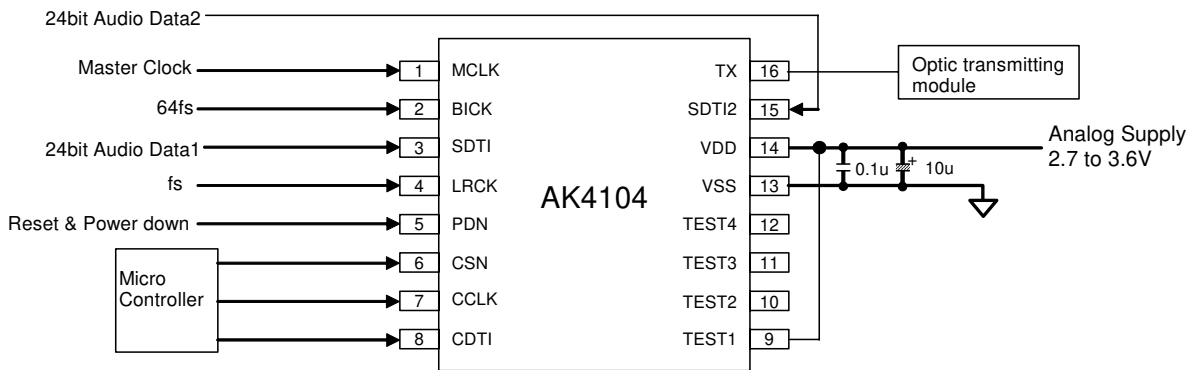 24bit Audio Data2
Master Clock
1
MCLK
TX
16
Optic transmitting
module
64fs
2
BICK
SDTI2
15
24bit Audio Data1
3
SDTI
VDD
14
Analog Supply
2.7 to 3.6V
0.1u
+
10u
fs
4
LRCK
AK4104
VSS
13
Reset & Power down
5
PDN
TEST4
12
Micro
Controller
6
CSN
TEST3
11
7
CCLK
TEST2
10
8
CDTI
TEST1
9